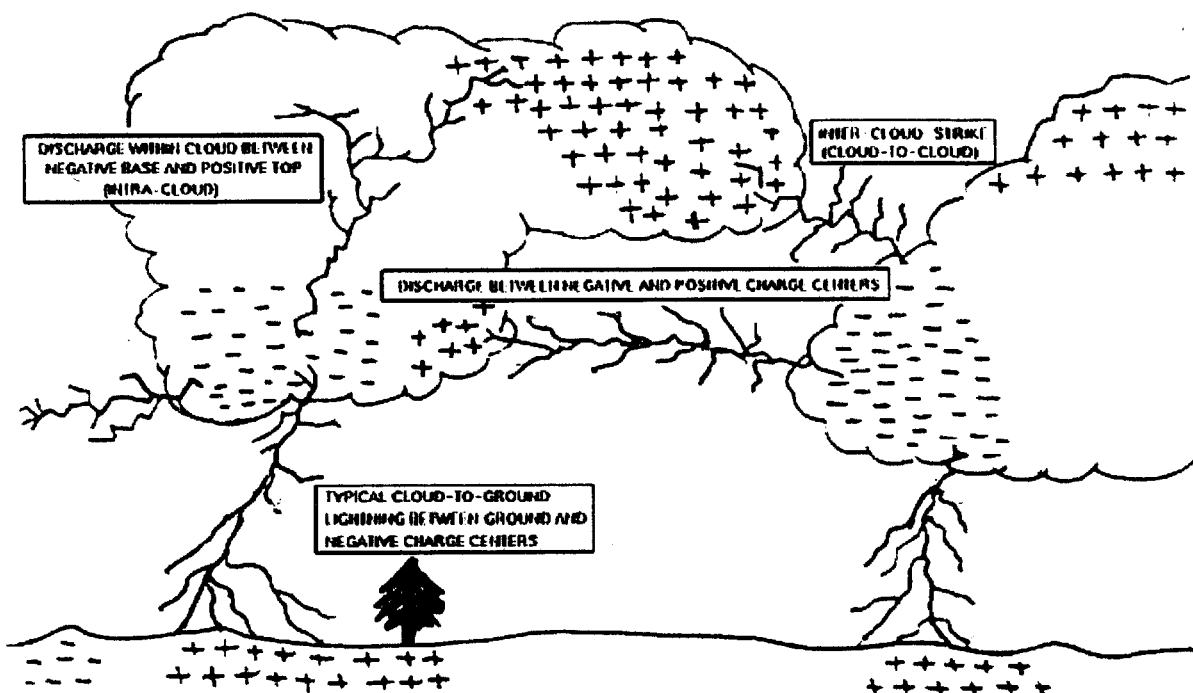 DISCHARGE WITHIN CLOUD BETWEEN
NEGATIVE BASE AND POSITIVE TOP
(INTRA-CLOUD)
INTER-CLOUD STRIKE
(CLOUD-TO-CLOUD)
DISCHARGE BETWEEN NEGATIVE AND POSITIVE CHARGE CENTERS
TYPICAL CLOUD-TO-GROUND
LIGHTNING BETWEEN GROUND AND
NEGATIVE CHARGE CENTERS